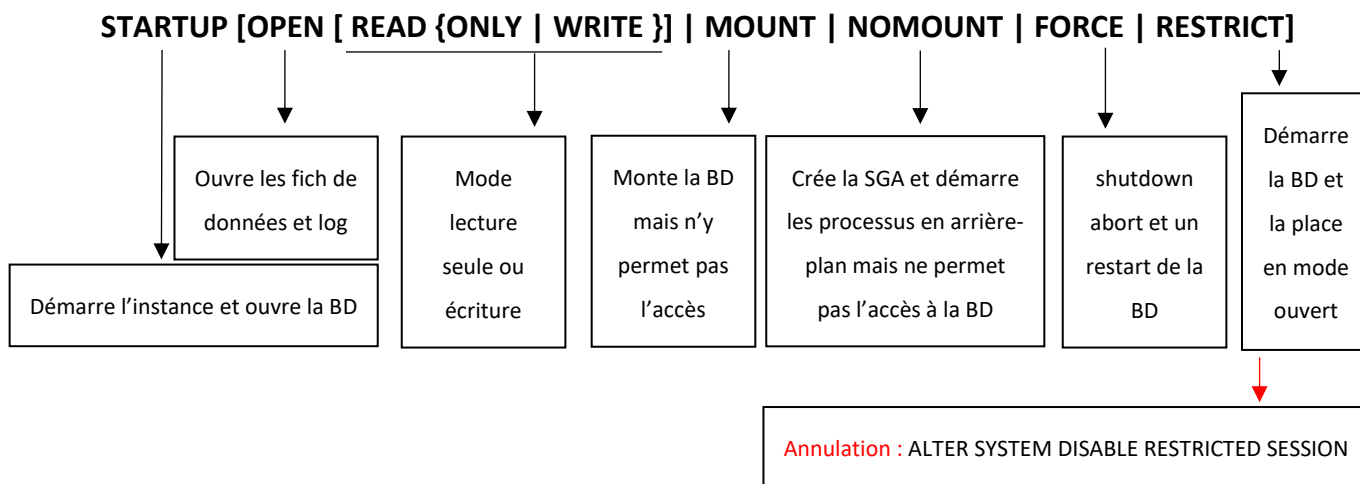 STARTUP [OPEN [ READ {ONLY | WRITE }] | MOUNT | NOMOUNT | FORCE | RESTRICT]
Ouvre les fich de
données et log
Démarre l’instance et ouvre la BD
Mode
lecture
seule ou
écriture
Monte la BD
mais n’y
permet pas
l’accès
Crée la SGA et démarre
les processus en arrière-
plan mais ne permet
pas l’accès à la BD
shutdown
abort et un
restart de la
BD
Démarre
la BD et
la place
en mode
ouvert
Annulation : ALTER SYSTEM DISABLE RESTRICTED SESSION